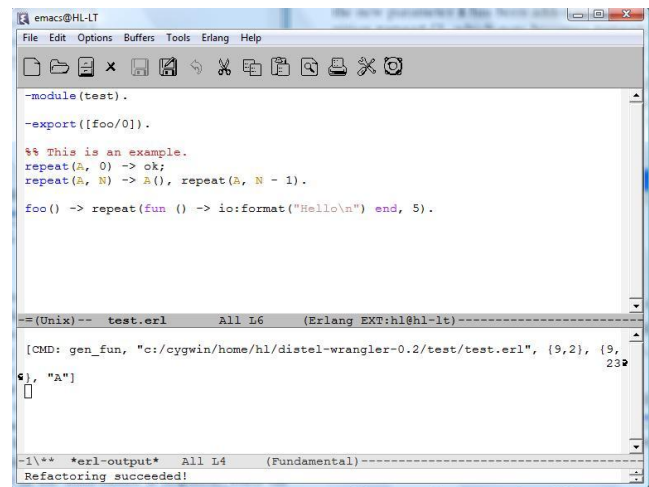 emacs@HL-LT
File Edit Options Buffers Tools Erlang Help
-module(test).
-export([foo/0]).
%% This is an example.
repeat(A, 0) -> ok;
repeat(A, N) -> A(), repeat(A, N - 1).
foo() -> repeat(fun () -> io:format("Hello\n") end, 5).
-=(Unix)-- test.erl All L6 (Erlang EXT:hl@hl-lt)------------------------
[CMD: gen_fun, "c:/cygwin/home/hl/distel-wrangler-0.2/test/test.erl", {9,2}, {9,
23
}, "A"]
-1\** *erl-output* All L4 (Fundamental)------------------------------------
Refactoring succeeded!